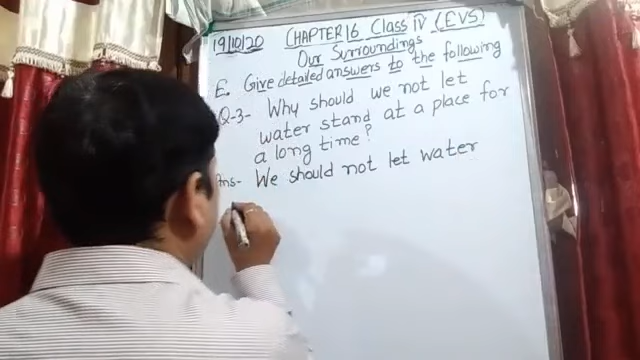 19/10/20 CHAPTER 16 Class IV (EVS)
Our Surroundings
E. Give detailed answers to the following
Q-3- Why should we not let
water stand at a place for
a long time?
Ans- We should not let water